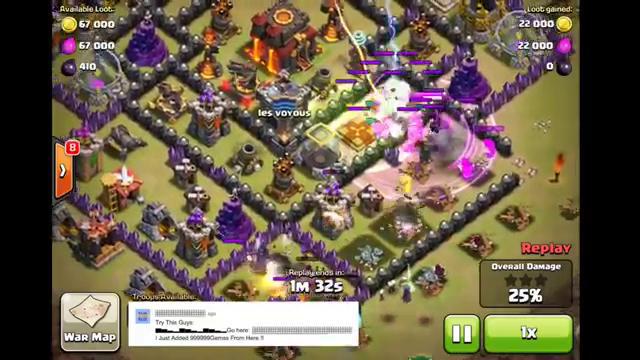 Available Loot:
67 000
67 000
410
Loot gained:
22 000
22 000
0
les voyous
8
Replay
Overall Damage
25%
Replay ends in:
1M 32s
Troops Available:
ago
Try This Guys:
Go here:
I Just Added 999999Gemss From Here !!
War Map
1x